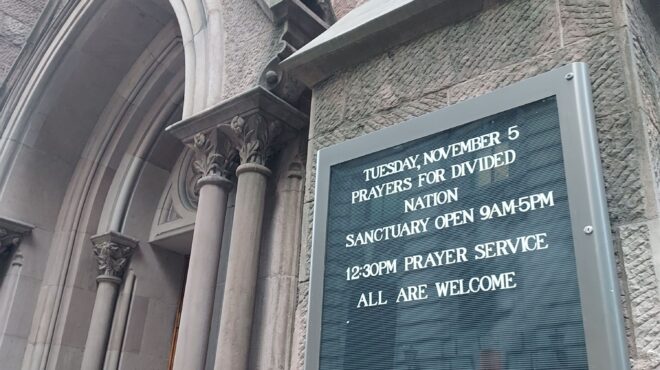 TUESDAY, NOVEMBER 5
PRAYERS FOR DIVIDED
NATION
SANCTUARY OPEN 9AM-5PM
12:30PM PRAYER SERVICE
ALL ARE WELCOME